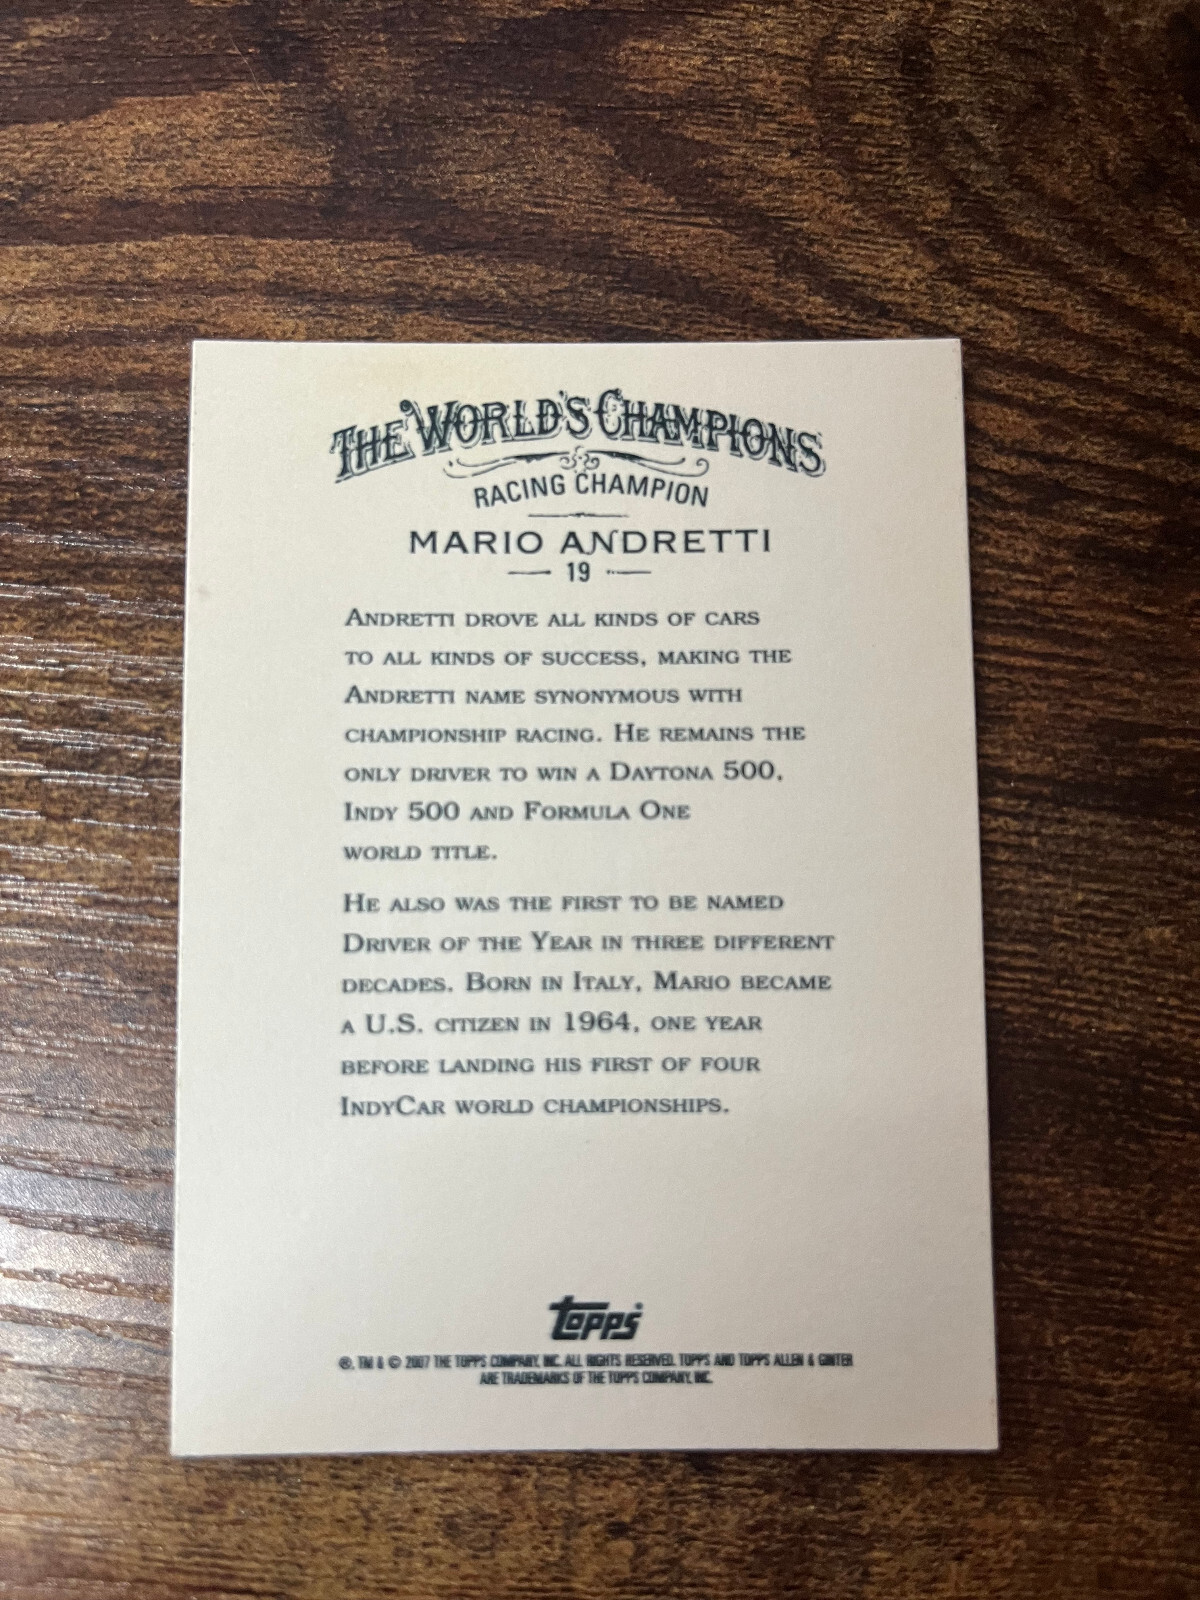 THE WORLD'S CHAMPIONS
RACING CHAMPION
MARIO ANDRETTI
19
ANDRETTI DROVE ALL KINDS OF CARS
TO ALL KINDS OF SUCCESS, MAKING THE
ANDRETTI NAME SYNONYMOUS WITH
CHAMPIONSHIP RACING. HE REMAINS THE
ONLY DRIVER TO WIN A DAYTONA 500,
INDY 500 AND FORMULA ONE
WORLD TITLE.
HE ALSO WAS THE FIRST TO BE NAMED
DRIVER OF THE YEAR IN THREE DIFFERENT
DECADES. BORN IN ITALY, MARIO BECAME
A U.S. CITIZEN IN 1964, ONE YEAR
BEFORE LANDING HIS FIRST OF FOUR
INDYCAR WORLD CHAMPIONSHIPS.
topps
®, TM & © 2007 THE TOPPS COMPANY, INC. ALL RIGHTS RESERVED. TOPPS AND TOPPS ALLEN & GINTER
ARE TRADEMARKS OF THE TOPPS COMPANY, INC.